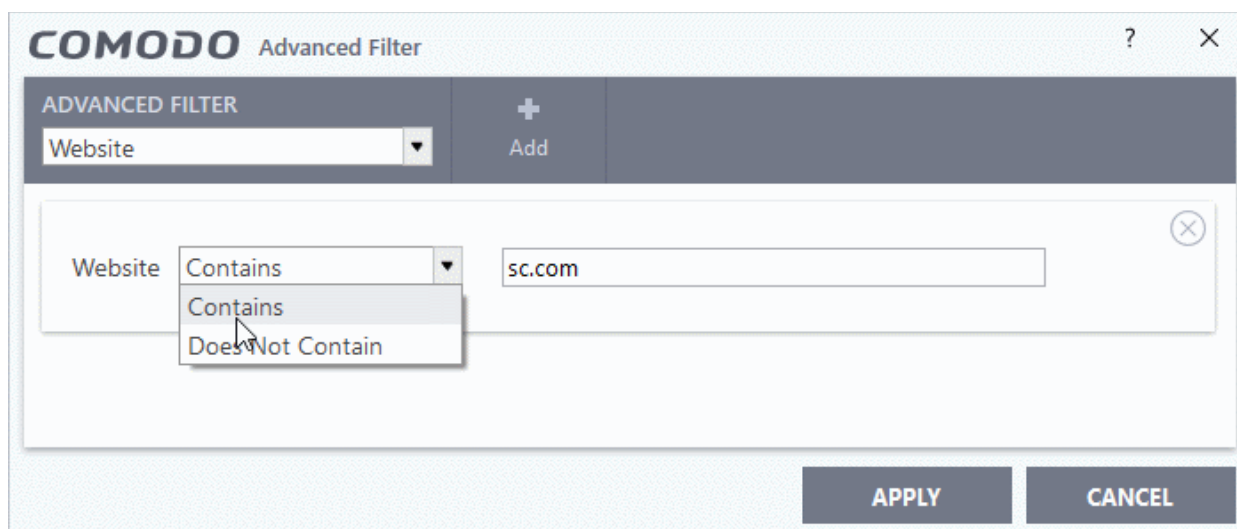 COMODO Advanced Filter ?
ADVANCED FILTER
Website
Add
Website Contains sc.com
Contains
Does Not Contain
APPLY CANCEL